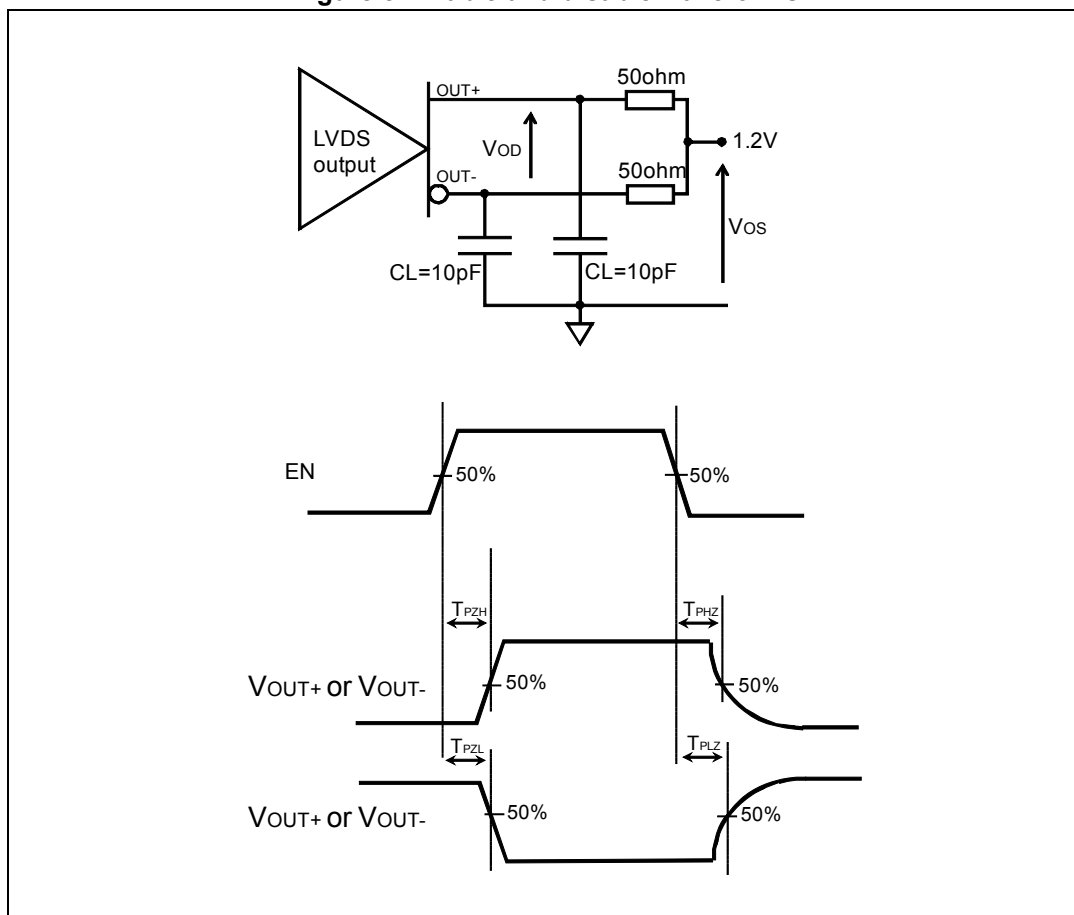 OUT+
50ohm
LVDS output
VOD
1.2V
OUT-
50ohm
VOS
CL=10pF
CL=10pF
EN
50%
50%
TPZH
TPHZ
VOUT+ or VOUT-
50%
50%
TPZL
TPLZ
VOUT+ or VOUT-
50%
50%